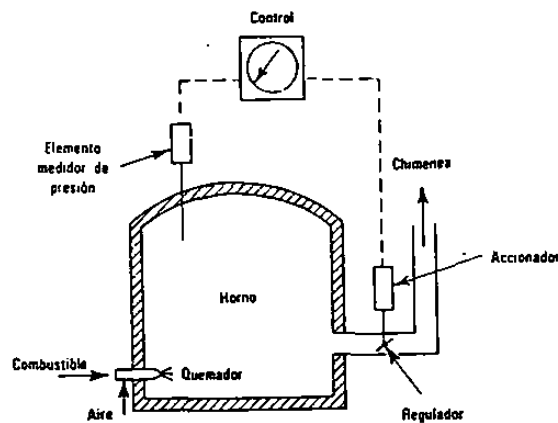 Control
Elemento
medidor de
presión
Chimenea
Accionador
Horno
Combustible
Quemador
Aire
Regulador